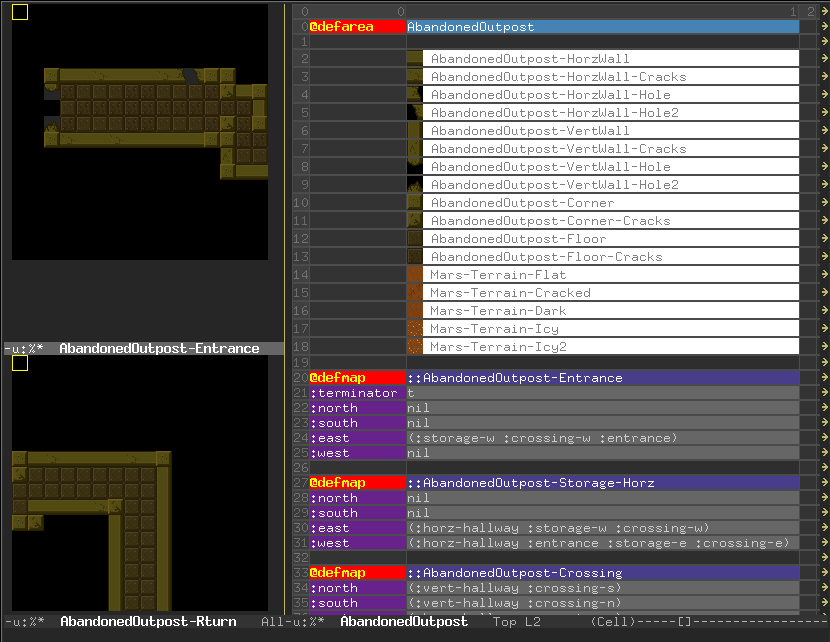 -u:%*  AbandonedOutpost-Entrance
-u:%*  AbandonedOutpost-Rturn   All
0 0 1 2
0 @defarea AbandonedOutpost
1
2 AbandonedOutpost-HorzWall
3 AbandonedOutpost-HorzWall-Cracks
4 AbandonedOutpost-HorzWall-Hole
5 AbandonedOutpost-HorzWall-Hole2
6 AbandonedOutpost-VertWall
7 AbandonedOutpost-VertWall-Cracks
8 AbandonedOutpost-VertWall-Hole
9 AbandonedOutpost-VertWall-Hole2
10 AbandonedOutpost-Corner
11 AbandonedOutpost-Corner-Cracks
12 AbandonedOutpost-Floor
13 AbandonedOutpost-Floor-Cracks
14 Mars-Terrain-Flat
15 Mars-Terrain-Cracked
16 Mars-Terrain-Dark
17 Mars-Terrain-Icy
18 Mars-Terrain-Icy2
19
20 @defmap ::AbandonedOutpost-Entrance
21 :terminator t
22 :north nil
23 :south nil
24 :east (:storage-w :crossing-w :entrance)
25 :west nil
26
27 @defmap ::AbandonedOutpost-Storage-Horz
28 :north nil
29 :south nil
30 :east (:horz-hallway :storage-w :crossing-w)
31 :west (:horz-hallway :entrance :storage-e :crossing-e)
32
33 @defmap ::AbandonedOutpost-Crossing
34 :north (:vert-hallway :crossing-s)
35 :south (:vert-hallway :crossing-n)
-u:%*  AbandonedOutpost   Top L2      (Cell)-----[]-----------------